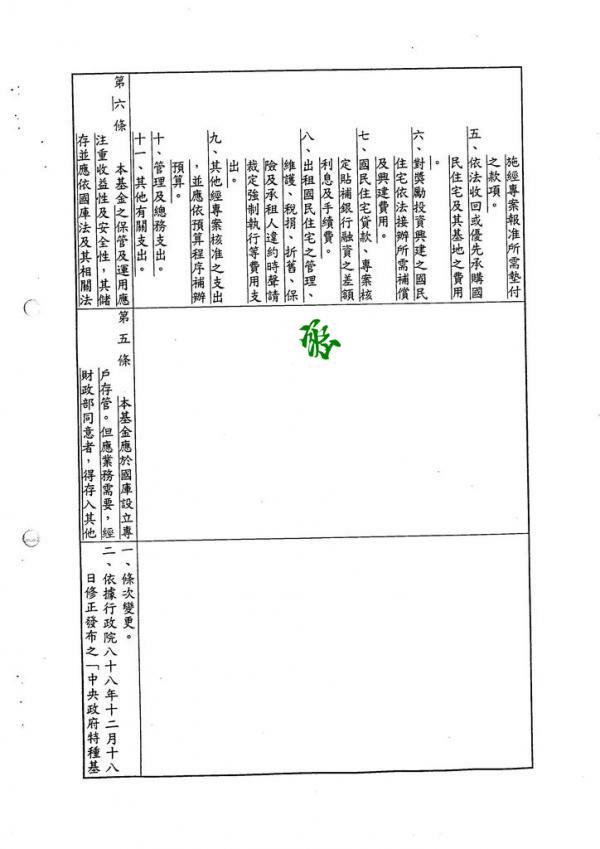 施經專案報准所需墊付
之款項。
五、依法收回或優先承購國
民住宅及其基地之費用
。
六、對獎勵投資興建之國民
住宅依法接辦所需補償
及興建費用。
七、國民住宅貸款、專案核
定貼補銀行融資之差額
利息及手續費。
八、出租國民住宅之管理、
維護、稅捐、折舊、保
險及承租人違約時聲請
裁定強制執行等費用支
出。
九、其他經專案核准之支出
，並應依預算程序補辦
預算。
十、管理及總務支出。
十一、其他有關支出。
第六條 本基金之保管及運用應
注重收益性及安全性，其儲
存並應依國庫法及其相關法
第五條 本基金應於國庫設立專
戶存管。但應業務需要，經
財政部同意者，得存入其他
一、條次變更。
二、依據行政院八十八年十二月十八
日修正發布之「中央政府特種基